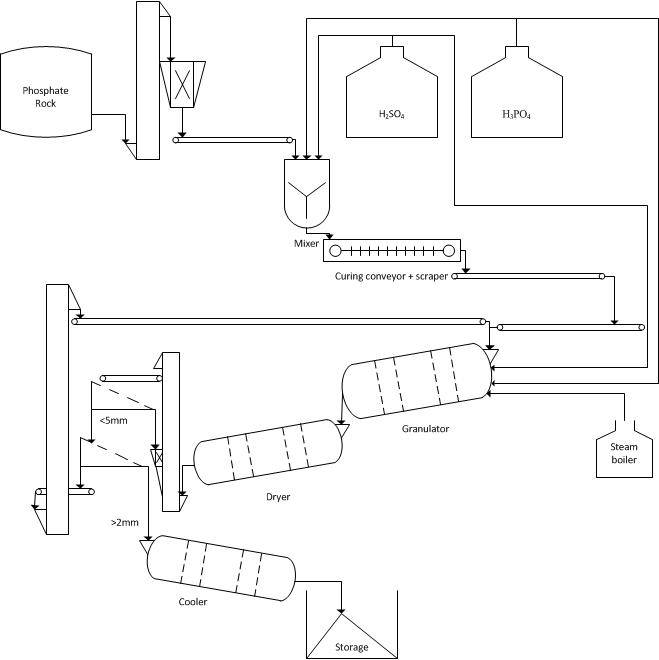 Phosphate
Rock
H₂SO₄
H₃PO₄
Mixer
Curing conveyor + scraper
<5mm
Granulator
Steam
boiler
Dryer
>2mm
Cooler
Storage